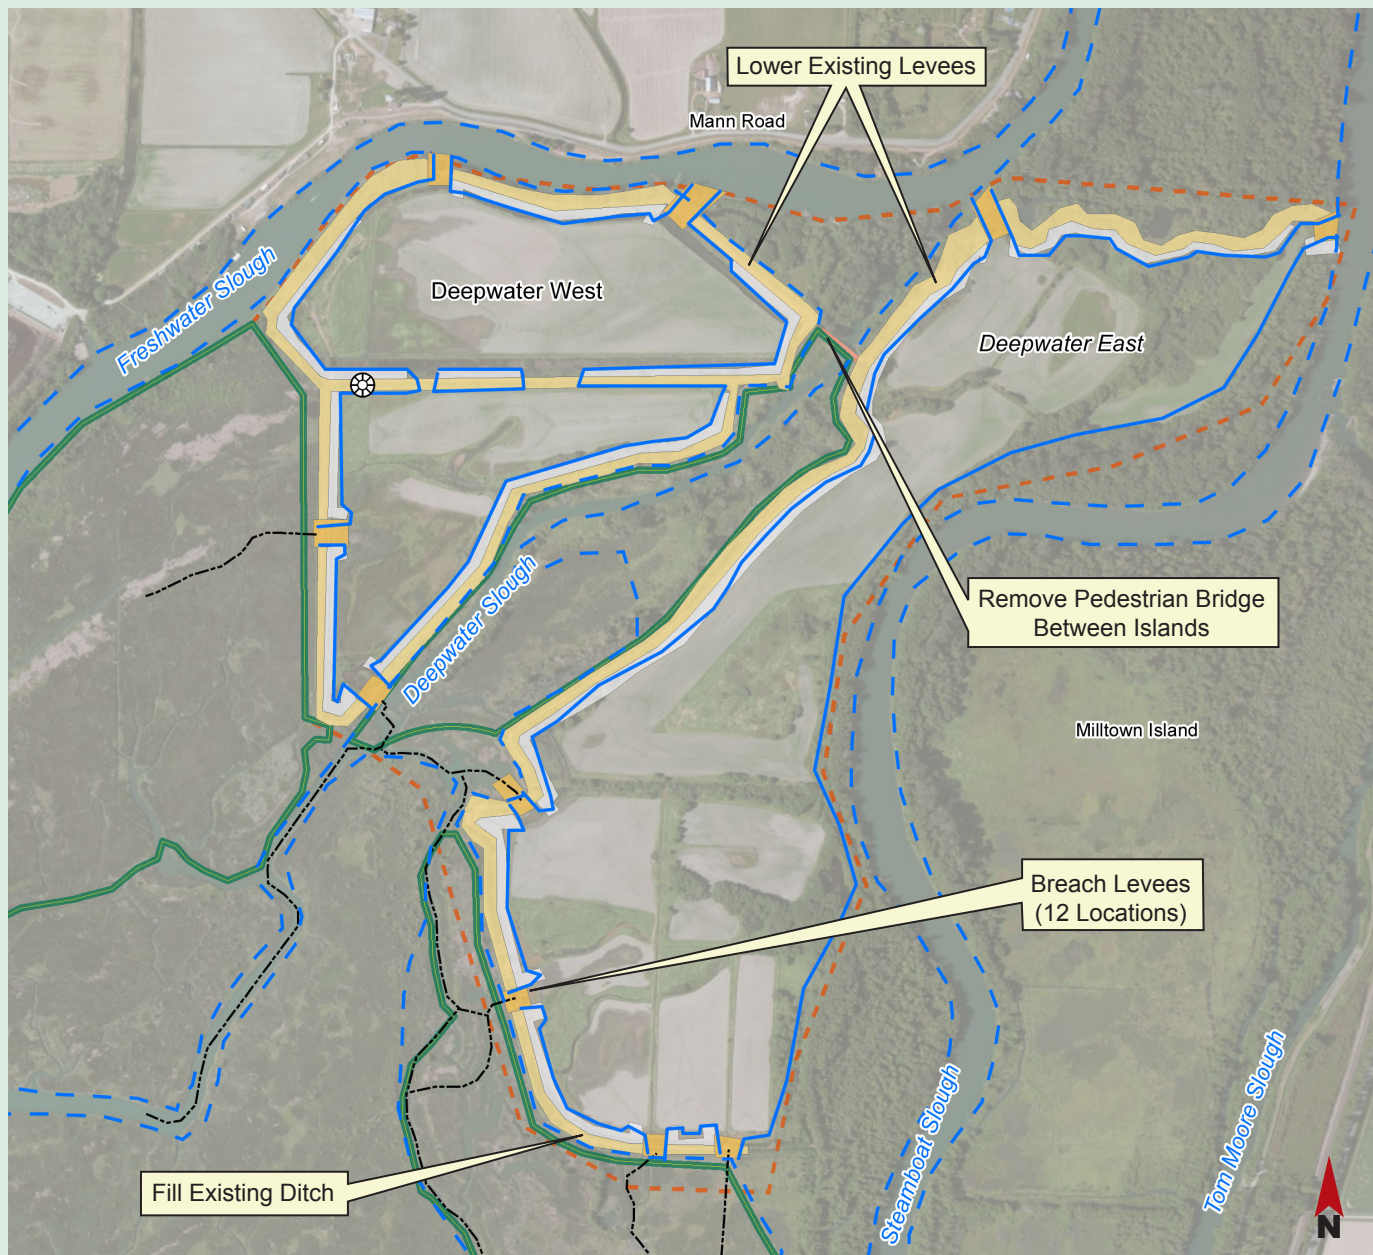 Lower Existing Levees
Mann Road
Freshwater Slough
Deepwater West
Deepwater East
Deepwater Slough
Remove Pedestrian Bridge
Between Islands
Milltown Island
Breach Levees
(12 Locations)
Fill Existing Ditch
Steamboat Slough
Tom Moore Slough
N